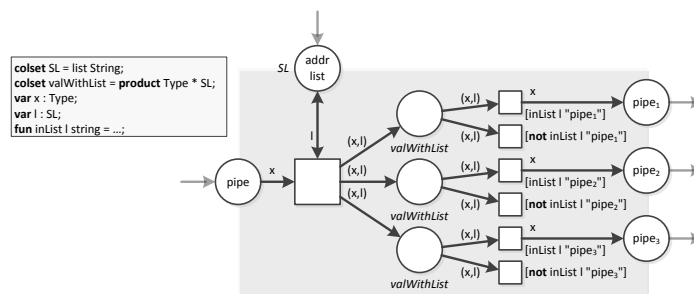 addr
list
SL
colset SL = list String;
colset valWithList = product Type * SL;
var x : Type;
var l : SL;
fun inList l string = ...;
l
pipe
x
(x,l)
(x,l)
(x,l)
valWithList
(x,l)
x
[inList l "pipe₁"]
(x,l)
[not inList l "pipe₁"]
pipe₁
valWithList
(x,l)
x
[inList l "pipe₂"]
(x,l)
[not inList l "pipe₂"]
pipe₂
valWithList
(x,l)
x
[inList l "pipe₃"]
(x,l)
[not inList l "pipe₃"]
pipe₃